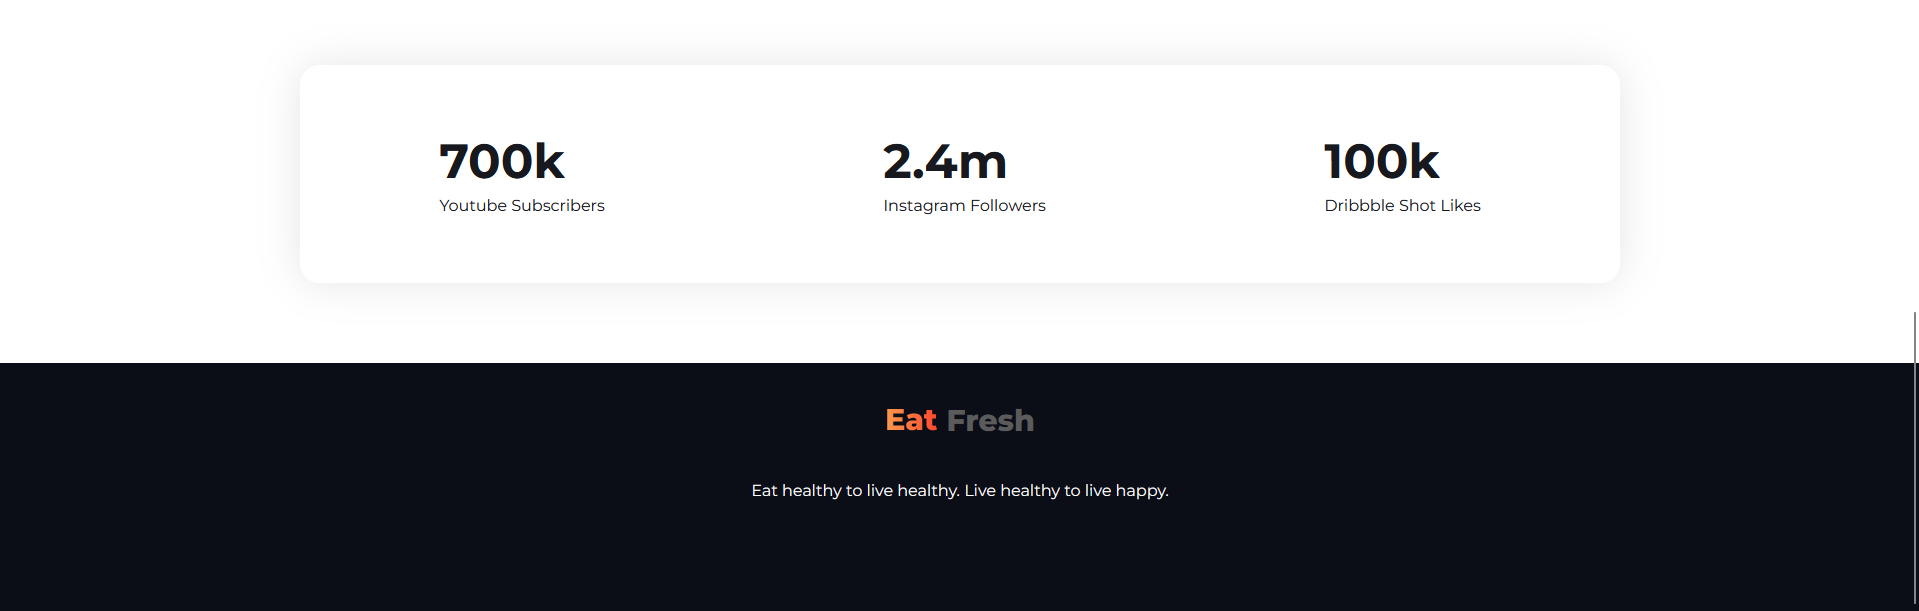 700k
2.4m
100k
Youtube Subscribers
Instagram Followers
Dribbble Shot Likes
Eat Fresh
Eat healthy to live healthy. Live healthy to live happy.